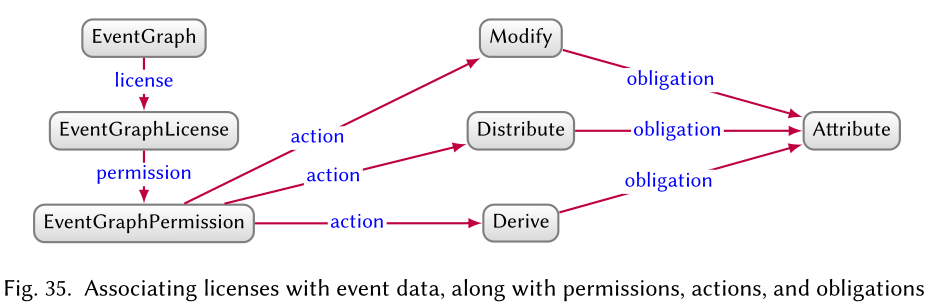 EventGraph
Modify
license
obligation
EventGraphLicense
Distribute
obligation
Attribute
action
permission
action
obligation
EventGraphPermission
action
Derive
Fig. 35. Associating licenses with event data, along with permissions, actions, and obligations